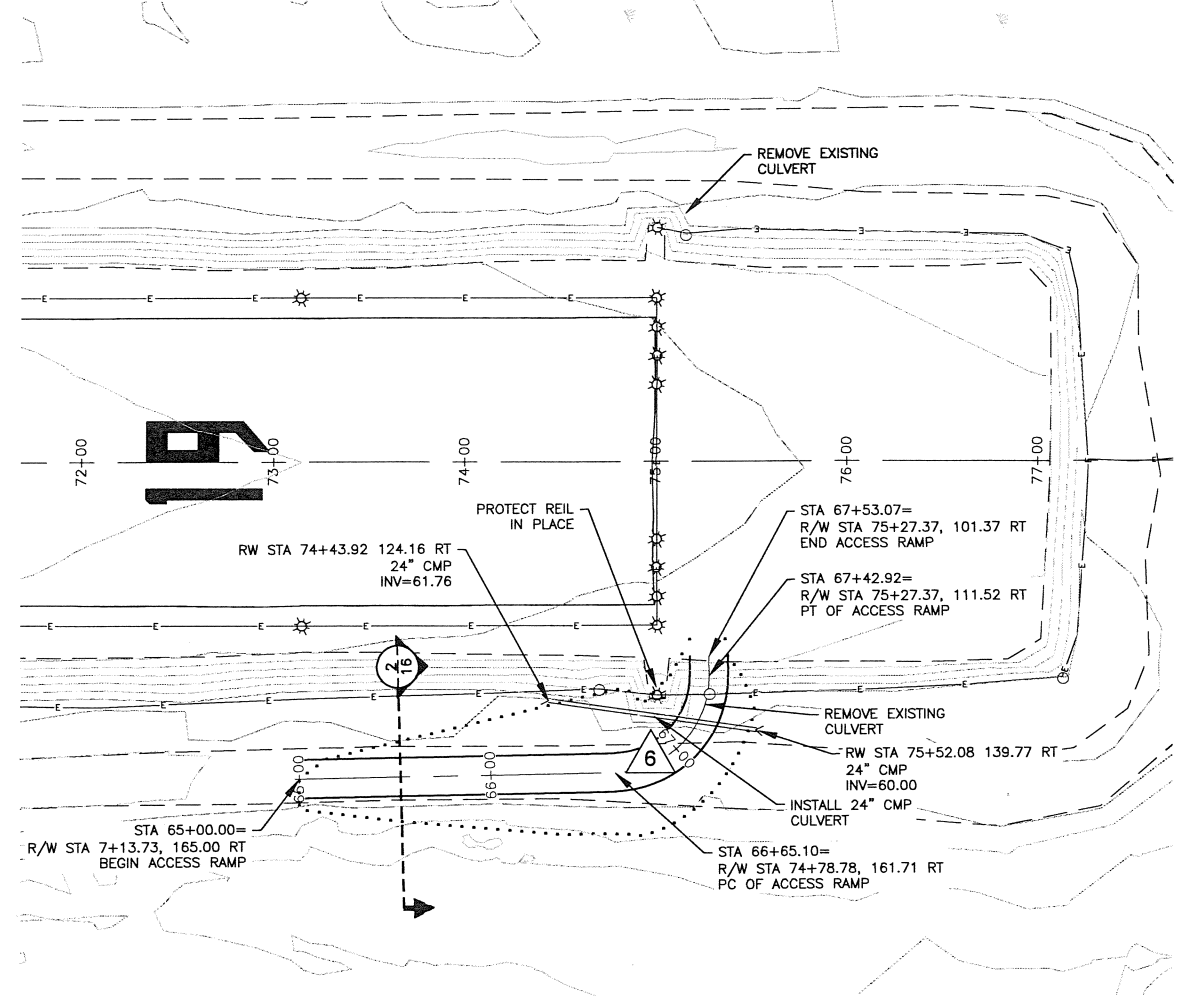 REMOVE EXISTING
CULVERT
E E E E
E
E
E E E E E
E
72+00
73+00
74+00
75+00
76+00
77+00
E
PROTECT REIL
IN PLACE
STA 67+53.07=
R/W STA 75+27.37, 101.37 RT
END ACCESS RAMP
RW STA 74+43.92 124.16 RT
24" CMP
INV=61.76
STA 67+42.92=
R/W STA 75+27.37, 111.52 RT
PT OF ACCESS RAMP
E E E E E
E
2
16
E E E E E E E E E
REMOVE EXISTING
CULVERT
67+00
6
RW STA 75+52.08 139.77 RT
24" CMP
INV=60.00
66+00
INSTALL 24" CMP
CULVERT
STA 65+00.00=
R/W STA 7+13.73, 165.00 RT
BEGIN ACCESS RAMP
STA 66+65.10=
R/W STA 74+78.78, 161.71 RT
PC OF ACCESS RAMP